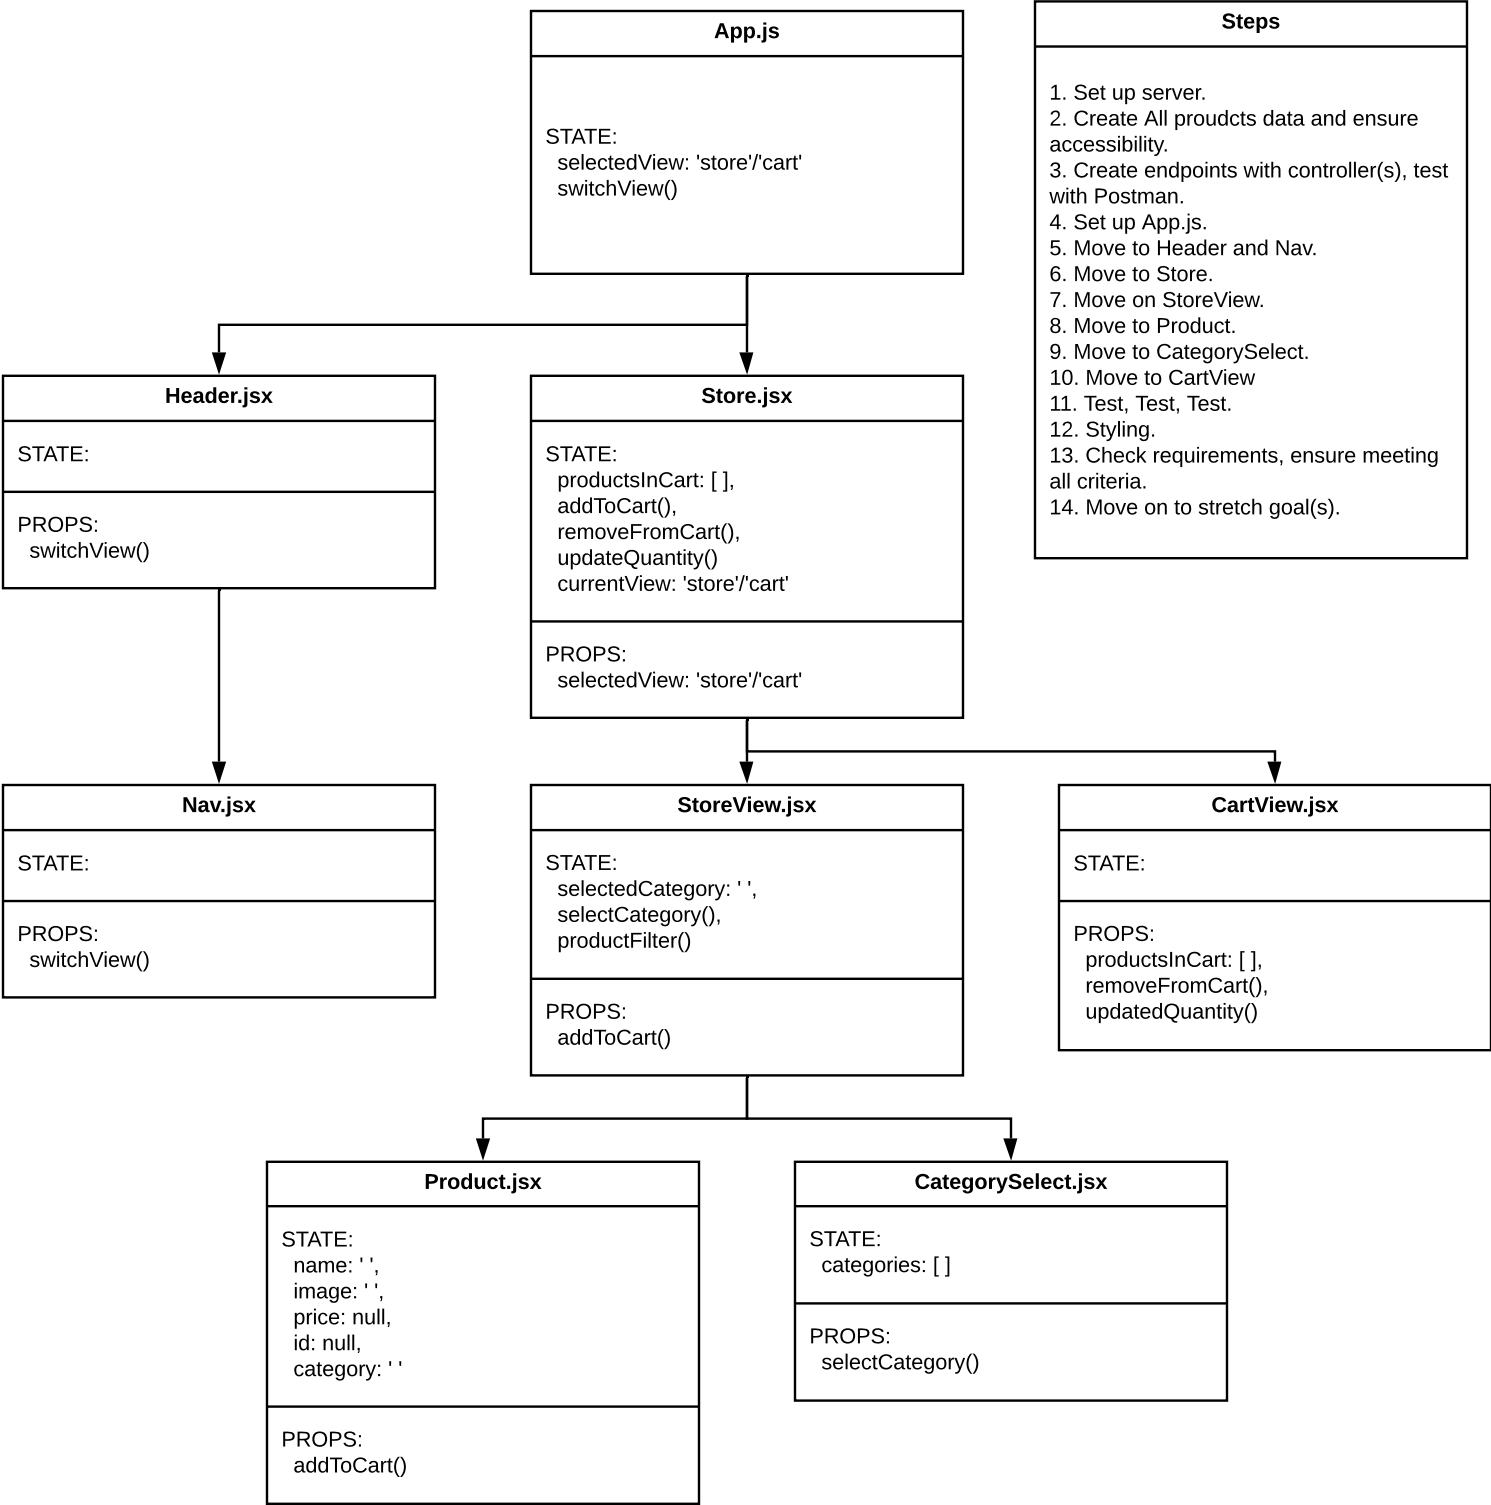 App.js
STATE:
selectedView: 'store'/'cart'
switchView()
Steps
1. Set up server.
2. Create All proudcts data and ensure
accessibility.
3. Create endpoints with controller(s), test
with Postman.
4. Set up App.js.
5. Move to Header and Nav.
6. Move to Store.
7. Move on StoreView.
8. Move to Product.
9. Move to CategorySelect.
10. Move to CartView
11. Test, Test, Test.
12. Styling.
13. Check requirements, ensure meeting
all criteria.
14. Move on to stretch goal(s).
Header.jsx
STATE:
PROPS:
switchView()
Store.jsx
STATE:
productsInCart: [ ],
addToCart(),
removeFromCart(),
updateQuantity()
currentView: 'store'/'cart'
PROPS:
selectedView: 'store'/'cart'
Nav.jsx
STATE:
PROPS:
switchView()
StoreView.jsx
STATE:
selectedCategory: ' ',
selectCategory(),
productFilter()
PROPS:
addToCart()
CartView.jsx
STATE:
PROPS:
productsInCart: [ ],
removeFromCart(),
updatedQuantity()
Product.jsx
STATE:
name: ' ',
image: ' ',
price: null,
id: null,
category: ' '
PROPS:
addToCart()
CategorySelect.jsx
STATE:
categories: [ ]
PROPS:
selectCategory()